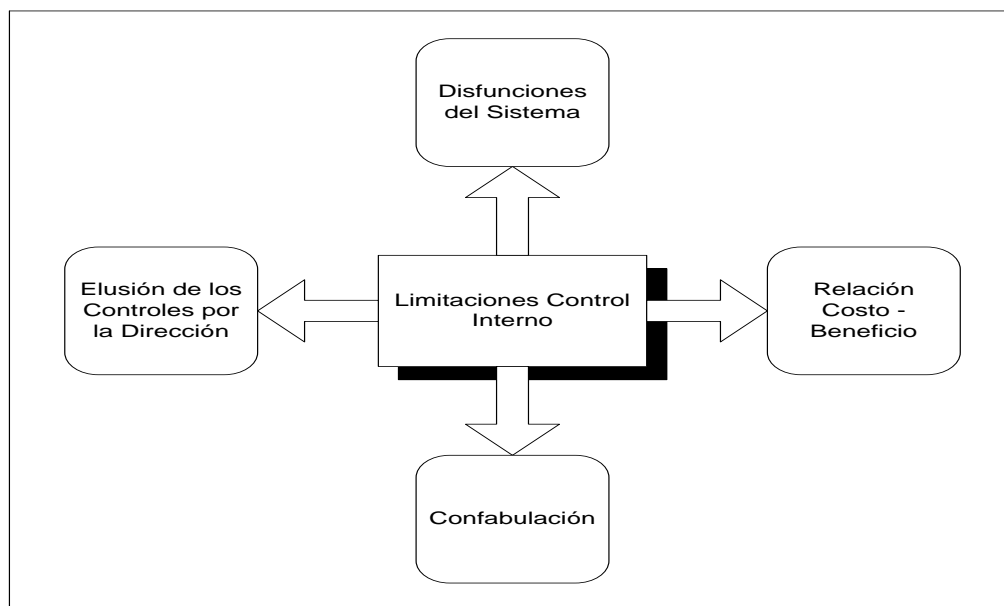 Disfunciones
del Sistema
Elusión de los
Controles por
la Dirección
Limitaciones Control
Interno
Relación
Costo -
Beneficio
Confabulación